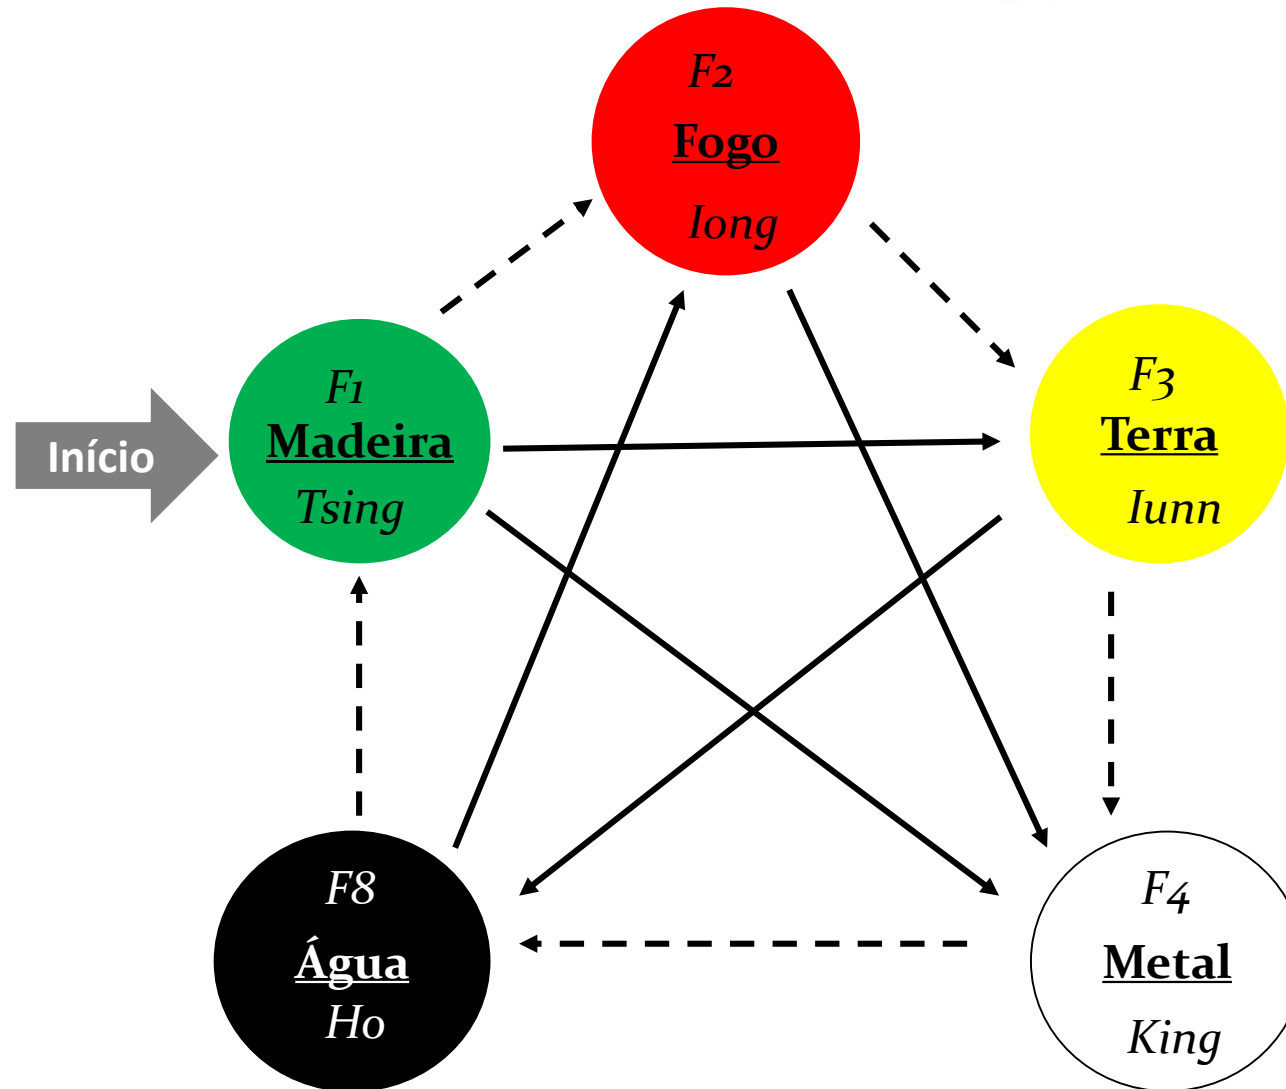 F2
Fogo
Iong
F1
Madeira
Tsing
Início
F3
Terra
Iunn
F8
Água
Ho
F4
Metal
King